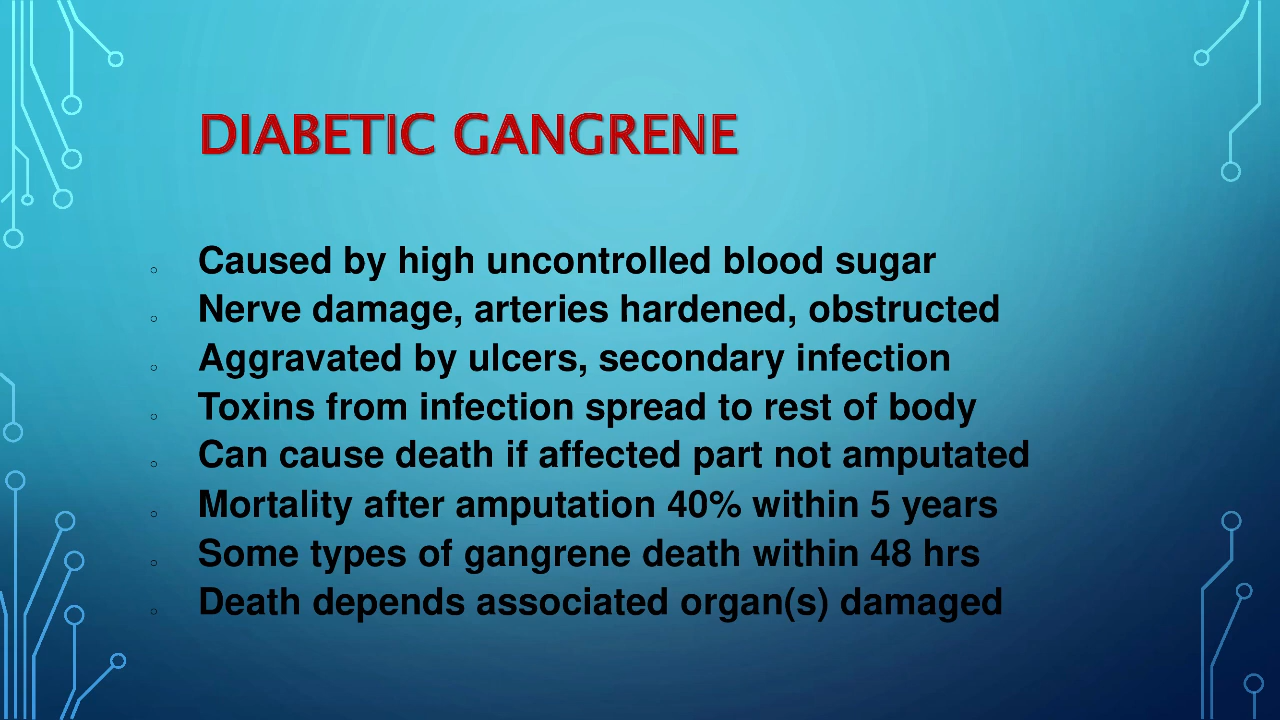 DIABETIC GANGRENE
Caused by high uncontrolled blood sugar
Nerve damage, arteries hardened, obstructed
Aggravated by ulcers, secondary infection
Toxins from infection spread to rest of body
Can cause death if affected part not amputated
Mortality after amputation 40% within 5 years
Some types of gangrene death within 48 hrs
Death depends associated organ(s) damaged